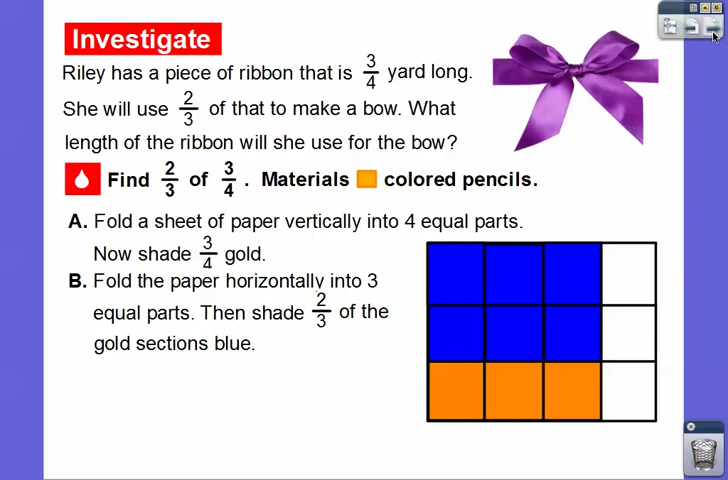 Investigate
Riley has a piece of ribbon that is 3/4 yard long.
She will use 2/3 of that to make a bow. What
length of the ribbon will she use for the bow?
Find 2/3 of 3/4. Materials colored pencils.
A. Fold a sheet of paper vertically into 4 equal parts.
Now shade 3/4 gold.
B. Fold the paper horizontally into 3
equal parts. Then shade 2/3 of the
gold sections blue.